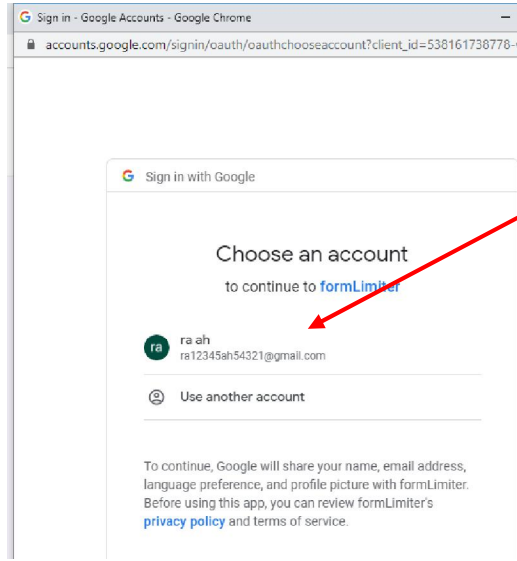 Sign in - Google Accounts - Google Chrome
accounts.google.com/signin/oauth/oauthchooseaccount?client_id=538161738778-
Sign in with Google
Choose an account
to continue to formLimiter
ra
ra ah
ra12345ah54321@gmail.com
Use another account
To continue, Google will share your name, email address,
language preference, and profile picture with formLimiter.
Before using this app, you can review formLimiter's
privacy policy and terms of service.